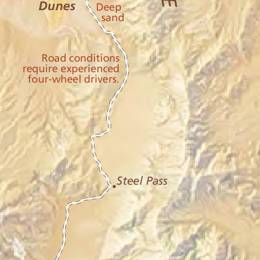 Dunes
Deep
sand
Road conditions
require experienced
four-wheel drivers.
Steel Pass